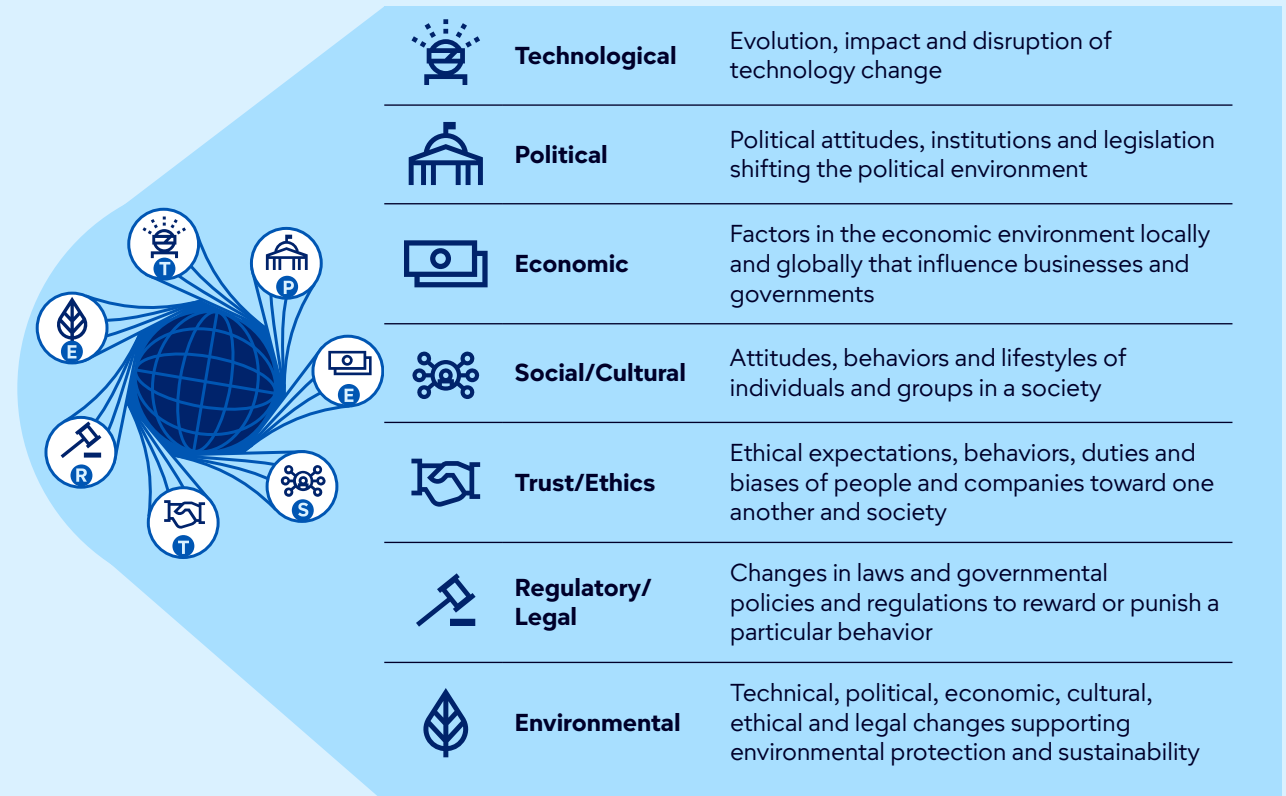 T
P
E
E
R
S
T
Technological
Evolution, impact and disruption of
technology change
Political
Political attitudes, institutions and legislation
shifting the political environment
Economic
Factors in the economic environment locally
and globally that influence businesses and
governments
Social/Cultural
Attitudes, behaviors and lifestyles of
individuals and groups in a society
Trust/Ethics
Ethical expectations, behaviors, duties and
biases of people and companies toward one
another and society
Regulatory/
Legal
Changes in laws and governmental
policies and regulations to reward or punish a
particular behavior
Environmental
Technical, political, economic, cultural,
ethical and legal changes supporting
environmental protection and sustainability